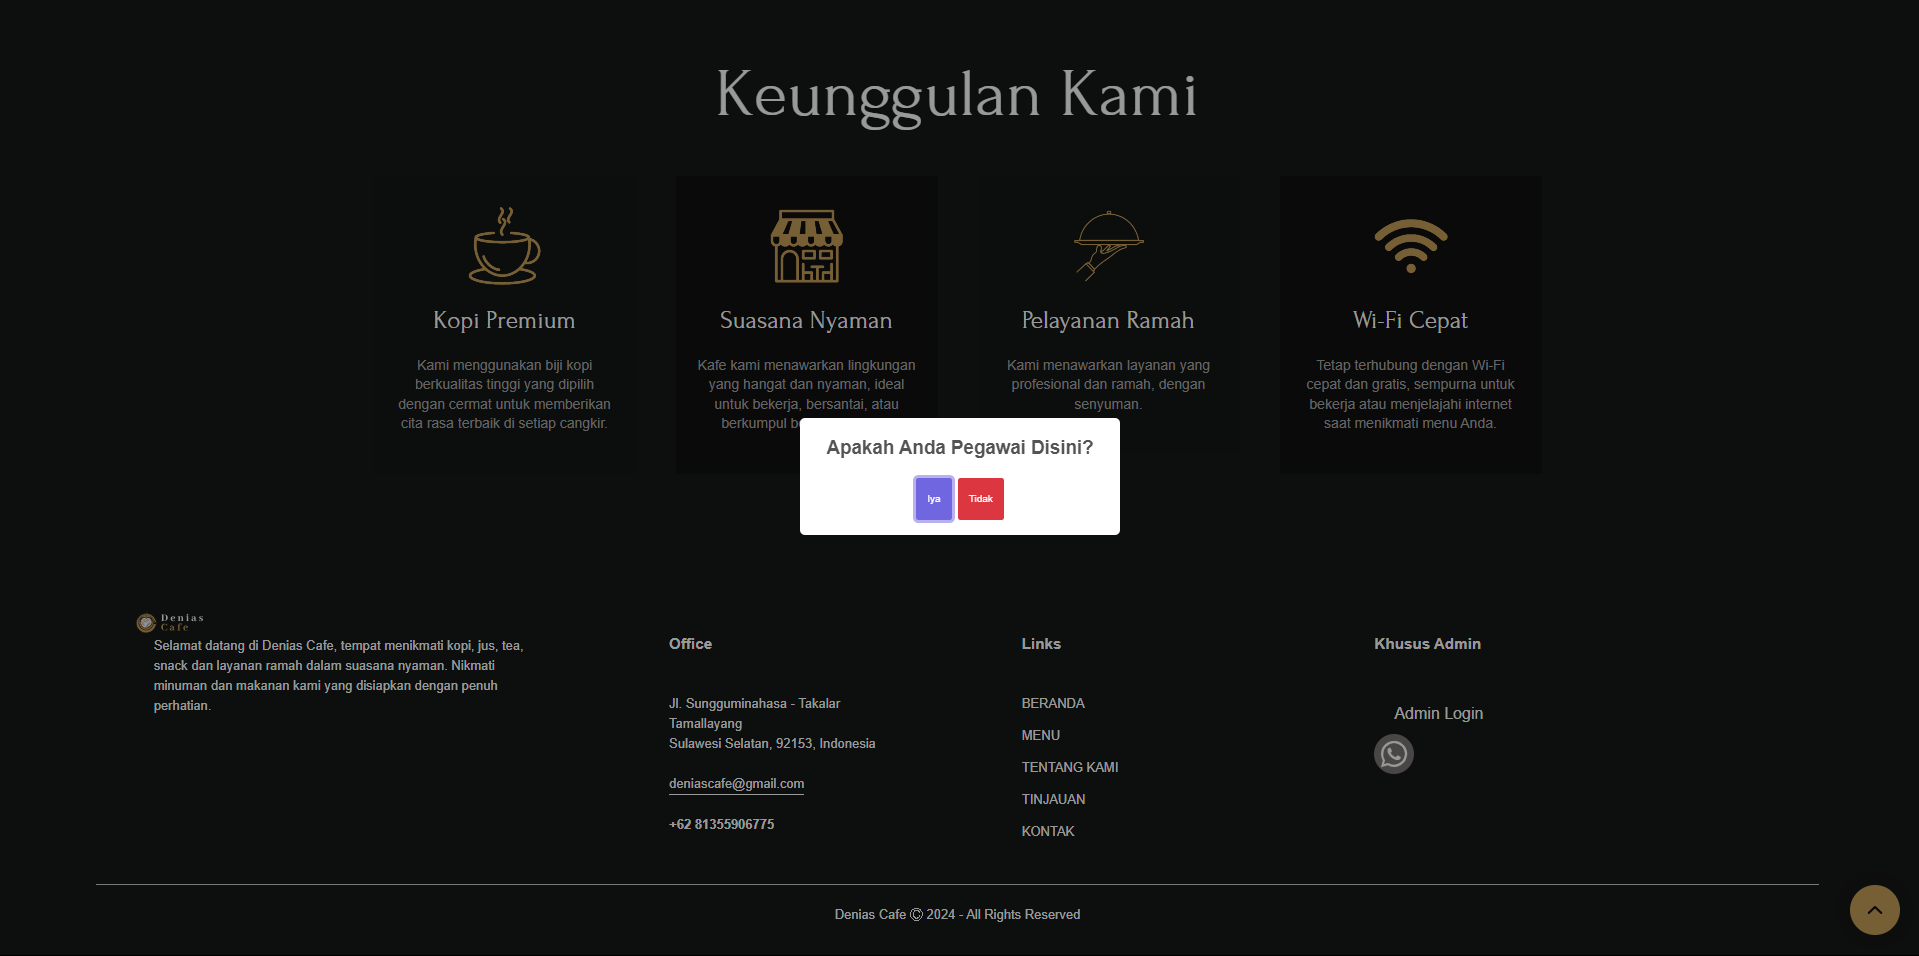 Keunggulan Kami
Kopi Premium
Kami menggunakan biji kopi
berkualitas tinggi yang dipilih
dengan cermat untuk memberikan
cita rasa terbaik di setiap cangkir.
Suasana Nyaman
Kafe kami menawarkan lingkungan
yang hangat dan nyaman, ideal
untuk bekerja, bersantai, atau
berkumpul
Pelayanan Ramah
Kami menawarkan layanan yang
profesional dan ramah, dengan
senyuman.
Wi-Fi Cepat
Tetap terhubung dengan Wi-Fi
cepat dan gratis, sempurna untuk
bekerja atau menjelajahi internet
saat menikmati menu Anda.
Apakah Anda Pegawai Disini?
Iya
Tidak
Denias
Cafe
Selamat datang di Denias Cafe, tempat menikmati kopi, jus, tea,
snack dan layanan ramah dalam suasana nyaman. Nikmati
minuman dan makanan kami yang disiapkan dengan penuh
perhatian.
Office
Jl. Sungguminahasa - Takalar
Tamallayang
Sulawesi Selatan, 92153, Indonesia
deniascafe@gmail.com
+62 81355906775
Links
BERANDA
MENU
TENTANG KAMI
TINJAUAN
KONTAK
Khusus Admin
Admin Login
Denias Cafe © 2024 - All Rights Reserved